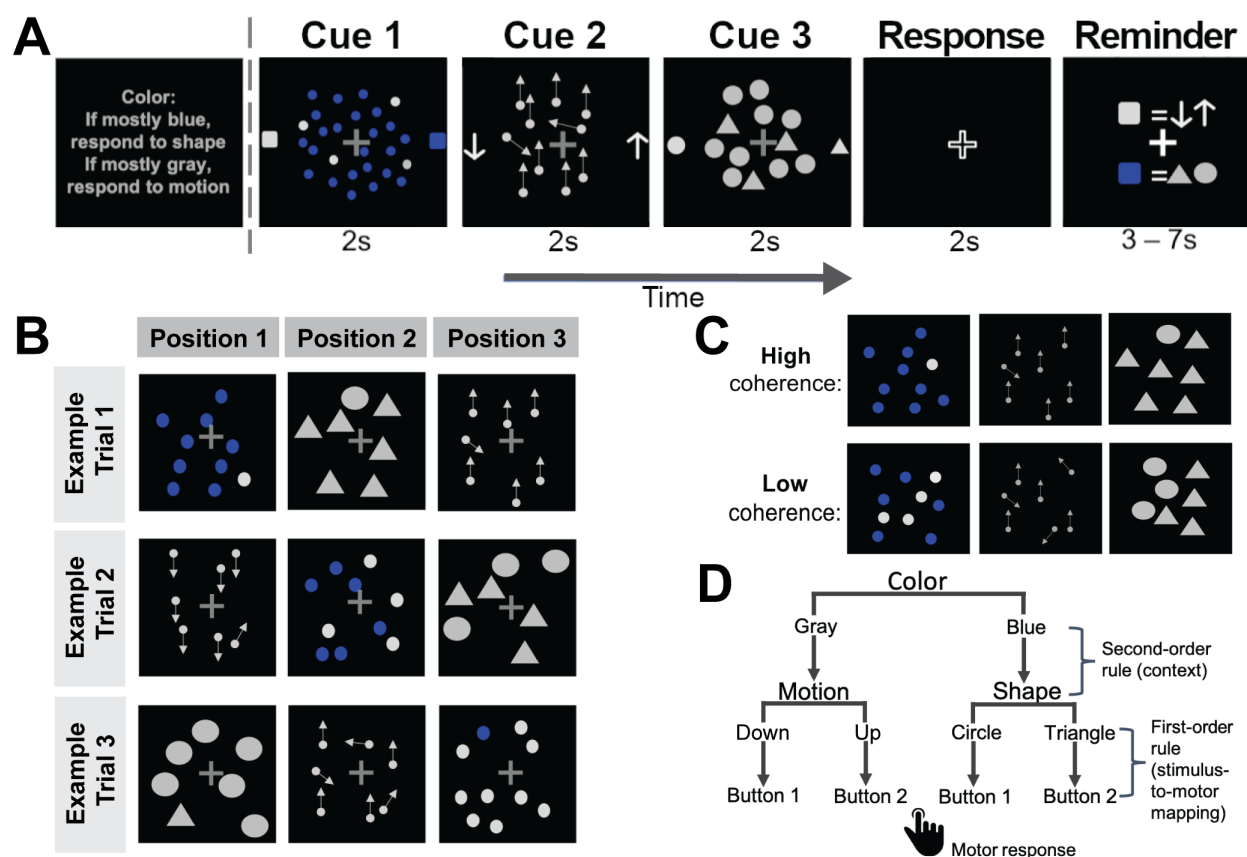 A
Cue 1
Cue 2
Cue 3
Response
Reminder
Color:
If mostly blue,
respond to shape
If mostly gray,
respond to motion
=
=
2s
2s
2s
2s
3 – 7s
Time
B
Position 1
Position 2
Position 3
Example
Trial 1
Example
Trial 2
Example
Trial 3
C
High
coherence:
Low
coherence:
D
Color
Gray
Blue
Second-order
rule (context)
Motion
Shape
Down
Up
Circle
Triangle
First-order
rule
(stimulus-
to-motor
mapping)
Button 1
Button 2
Button 1
Button 2
Motor response